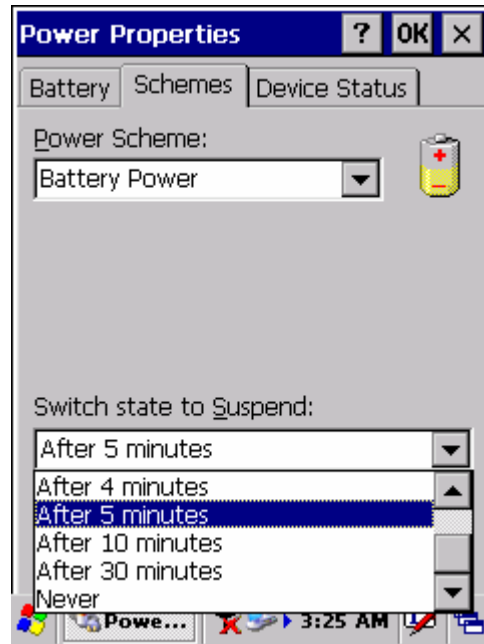 Power Properties ? OK ×
Battery Schemes Device Status
Power Scheme:
Battery Power
Switch state to Suspend:
After 5 minutes
After 4 minutes
After 5 minutes
After 10 minutes
After 30 minutes
Never
Powe... 3:25 AM